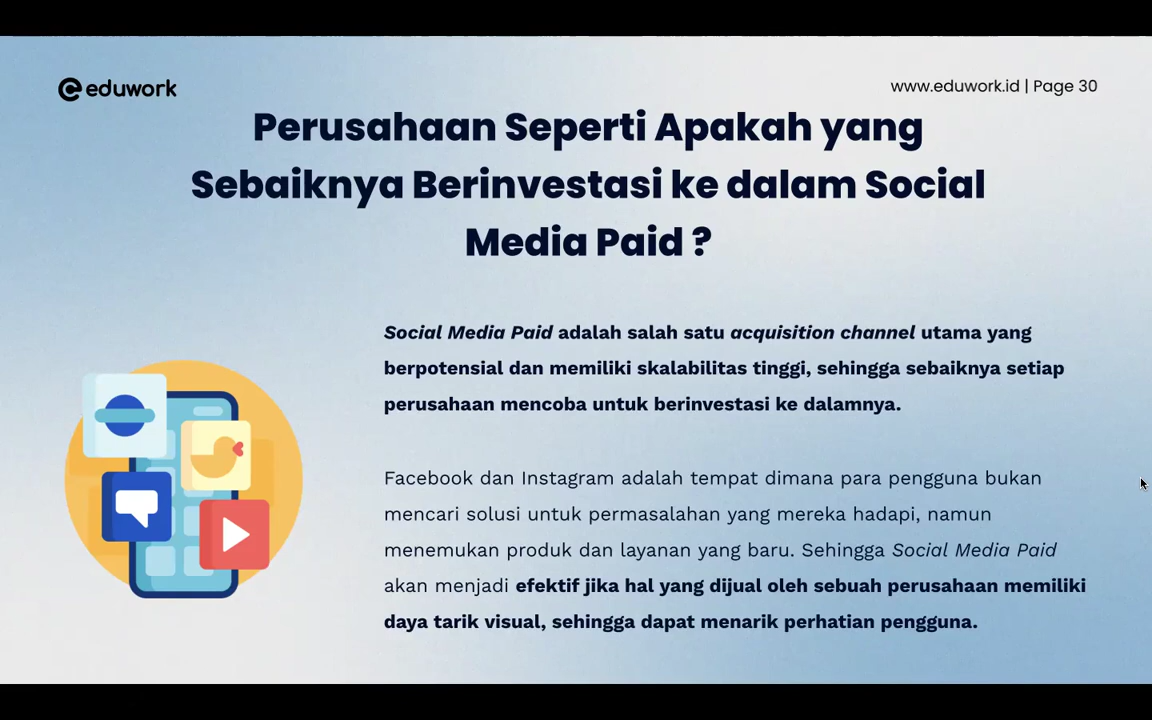 eduwork
www.eduwork.id | Page 30
Perusahaan Seperti Apakah yang
Sebaiknya Berinvestasi ke dalam Social
Media Paid ?
Social Media Paid adalah salah satu acquisition channel utama yang
berpotensial dan memiliki skalabilitas tinggi, sehingga sebaiknya setiap
perusahaan mencoba untuk berinvestasi ke dalamnya.
Facebook dan Instagram adalah tempat dimana para pengguna bukan
mencari solusi untuk permasalahan yang mereka hadapi, namun
menemukan produk dan layanan yang baru. Sehingga Social Media Paid
akan menjadi efektif jika hal yang dijual oleh sebuah perusahaan memiliki
daya tarik visual, sehingga dapat menarik perhatian pengguna.